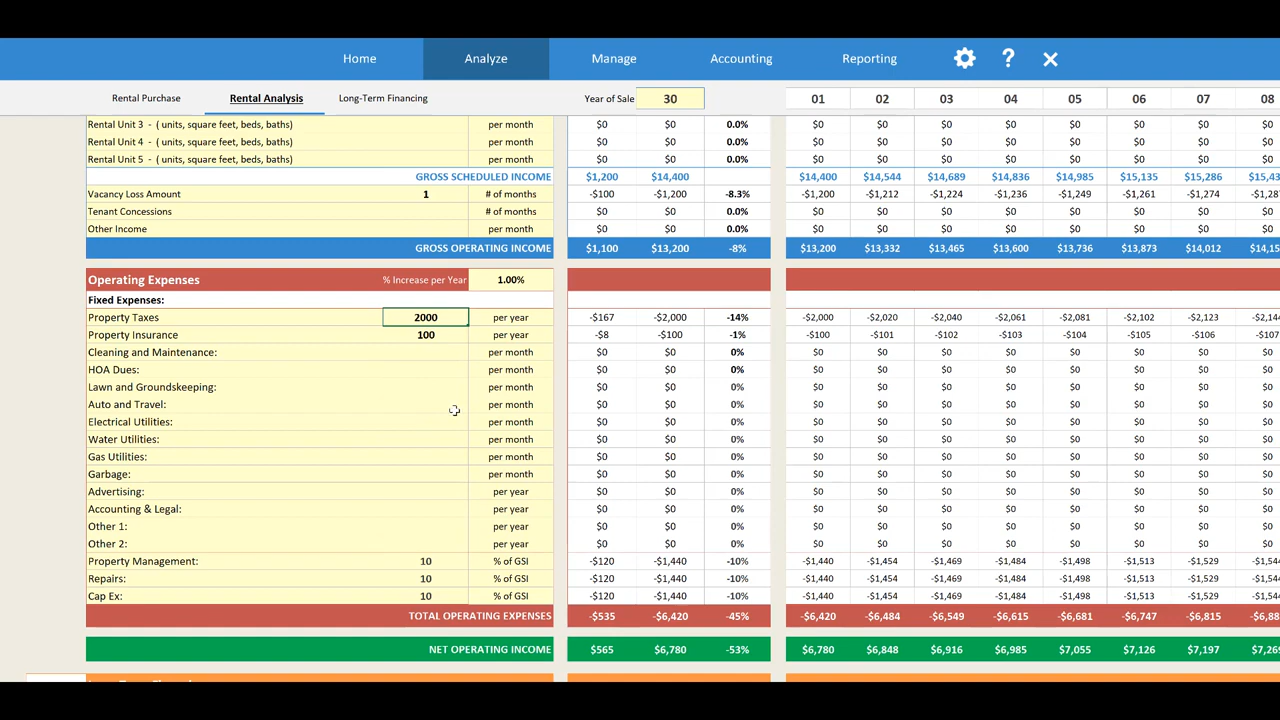 Home Analyze Manage Accounting Reporting ?
Rental Purchase Rental Analysis Long-Term Financing Year of Sale 30 01 02 03 04 05 06 07 08
Rental Unit 3 - ( units, square feet, beds, baths) per month $0 $0 0.0% $0 $0 $0 $0 $0 $0 $0 $0
Rental Unit 4 - ( units, square feet, beds, baths) per month $0 $0 0.0% $0 $0 $0 $0 $0 $0 $0 $0
Rental Unit 5 - ( units, square feet, beds, baths) per month $0 $0 0.0% $0 $0 $0 $0 $0 $0 $0 $0
GROSS SCHEDULED INCOME $1,200 $14,400 $14,400 $14,544 $14,689 $14,836 $14,985 $15,135 $15,286 $15,43
Vacancy Loss Amount 1 # of months -$100 -$1,200 -8.3% -$1,200 -$1,212 -$1,224 -$1,236 -$1,249 -$1,261 -$1,274 -$1,28
Tenant Concessions # of months $0 $0 0.0% $0 $0 $0 $0 $0 $0 $0 $0
Other Income per month $0 $0 0.0% $0 $0 $0 $0 $0 $0 $0 $0
GROSS OPERATING INCOME $1,100 $13,200 -8% $13,200 $13,332 $13,465 $13,600 $13,736 $13,873 $14,012 $14,15
Operating Expenses % Increase per Year 1.00%
Fixed Expenses:
Property Taxes 2000 per year -$167 -$2,000 -14% -$2,000 -$2,020 -$2,040 -$2,061 -$2,081 -$2,102 -$2,123 -$2,144
Property Insurance 100 per year -$8 -$100 -1% -$100 -$101 -$102 -$103 -$104 -$105 -$106 -$107
Cleaning and Maintenance: per month $0 $0 0% $0 $0 $0 $0 $0 $0 $0 $0
HOA Dues: per month $0 $0 0% $0 $0 $0 $0 $0 $0 $0 $0
Lawn and Groundskeeping: per month $0 $0 0% $0 $0 $0 $0 $0 $0 $0 $0
Auto and Travel: per month $0 $0 0% $0 $0 $0 $0 $0 $0 $0 $0
Electrical Utilities: per month $0 $0 0% $0 $0 $0 $0 $0 $0 $0 $0
Water Utilities: per month $0 $0 0% $0 $0 $0 $0 $0 $0 $0 $0
Gas Utilities: per month $0 $0 0% $0 $0 $0 $0 $0 $0 $0 $0
Garbage: per month $0 $0 0% $0 $0 $0 $0 $0 $0 $0 $0
Advertising: per year $0 $0 0% $0 $0 $0 $0 $0 $0 $0 $0
Accounting & Legal: per year $0 $0 0% $0 $0 $0 $0 $0 $0 $0 $0
Other 1: per year $0 $0 0% $0 $0 $0 $0 $0 $0 $0 $0
Other 2: per year $0 $0 0% $0 $0 $0 $0 $0 $0 $0 $0
Property Management: 10 % of GSI -$120 -$1,440 -10% -$1,440 -$1,454 -$1,469 -$1,484 -$1,498 -$1,513 -$1,529 -$1,544
Repairs: 10 % of GSI -$120 -$1,440 -10% -$1,440 -$1,454 -$1,469 -$1,484 -$1,498 -$1,513 -$1,529 -$1,544
Cap Ex: 10 % of GSI -$120 -$1,440 -10% -$1,440 -$1,454 -$1,469 -$1,484 -$1,498 -$1,513 -$1,529 -$1,544
TOTAL OPERATING EXPENSES -$535 -$6,420 -45% -$6,420 -$6,484 -$6,549 -$6,615 -$6,681 -$6,747 -$6,815 -$6,88
NET OPERATING INCOME $565 $6,780 -53% $6,780 $6,848 $6,916 $6,985 $7,055 $7,126 $7,197 $7,26